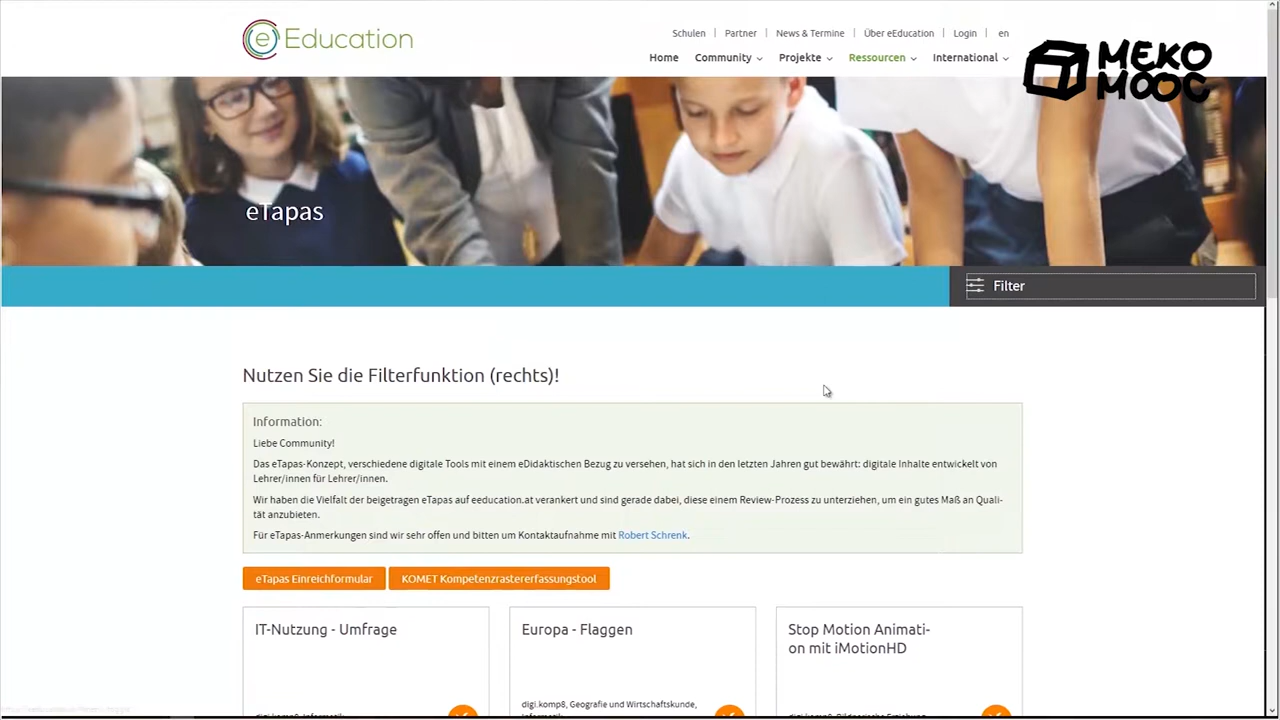 eEducation
Schulen | Partner | News & Termine | Über eEducation | Login en
Home Community Projekte Ressourcen International
MEKO
MOOC
eTapas
Filter
Nutzen Sie die Filterfunktion (rechts)!
Information:
Liebe Community!
Das eTapas-Konzept, verschiedene digitale Tools mit einem eDidaktischen Bezug zu versehen, hat sich in den letzten Jahren gut bewährt: digitale Inhalte entwickelt von
Lehrer/innen für Lehrer/innen.
Wir haben die Vielfalt der beigetragen eTapas auf eeducation.at verankert und sind gerade dabei, diese einem Review-Prozess zu unterziehen, um ein gutes Maß an Quali-
tät anzubieten.
Für eTapas-Anmerkungen sind wir sehr offen und bitten um Kontaktaufnahme mit Robert Schrenk.
eTapas Einreichformular KOMET Kompetenzrastererfassungstool
IT-Nutzung - Umfrage
Europa - Flaggen
digi.komp8, Geografie und Wirtschaftskunde,
Stop Motion Animati-
on mit iMotionHD